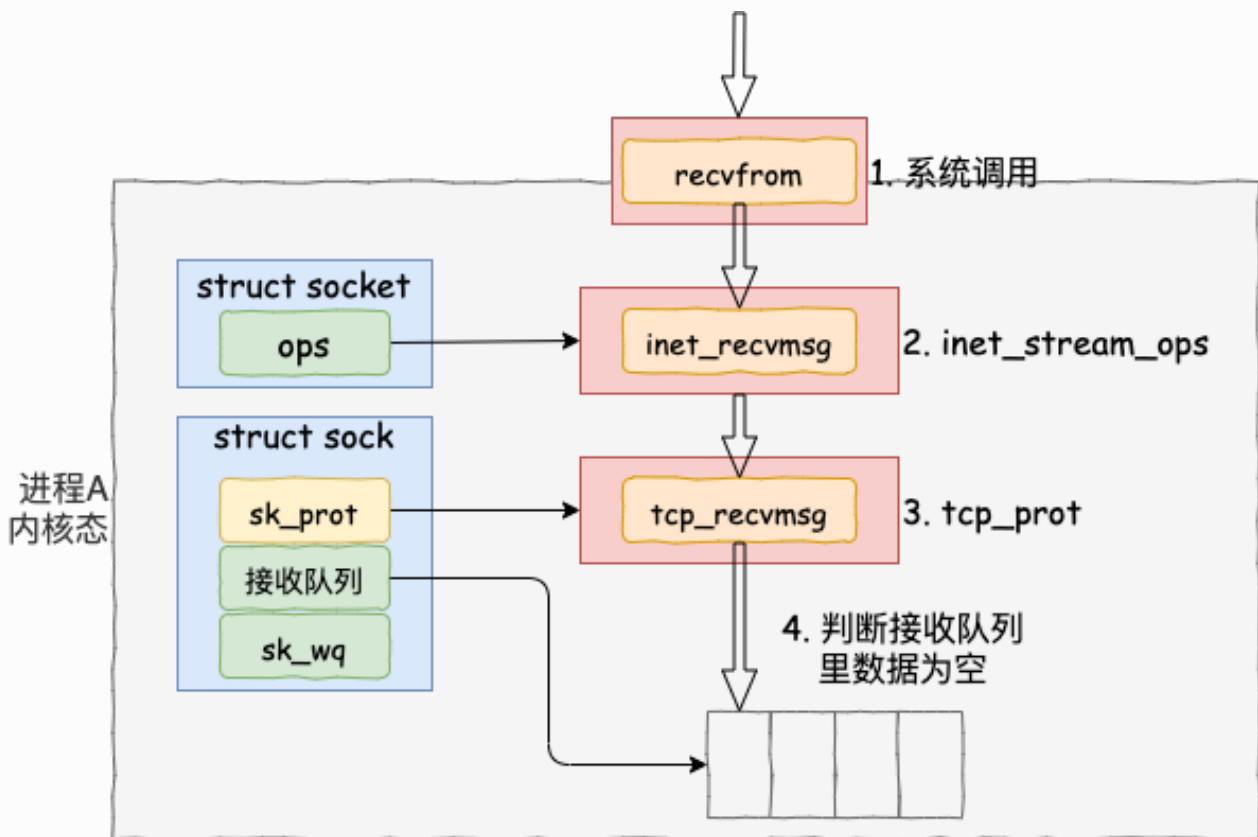 recvfrom
1. 系统调用
struct socket
ops
inet_recvmsg
2. inet_stream_ops
struct sock
sk_prot
tcp_recvmsg
3. tcp_prot
进程A
内核态
接收队列
sk_wq
4. 判断接收队列
里数据为空